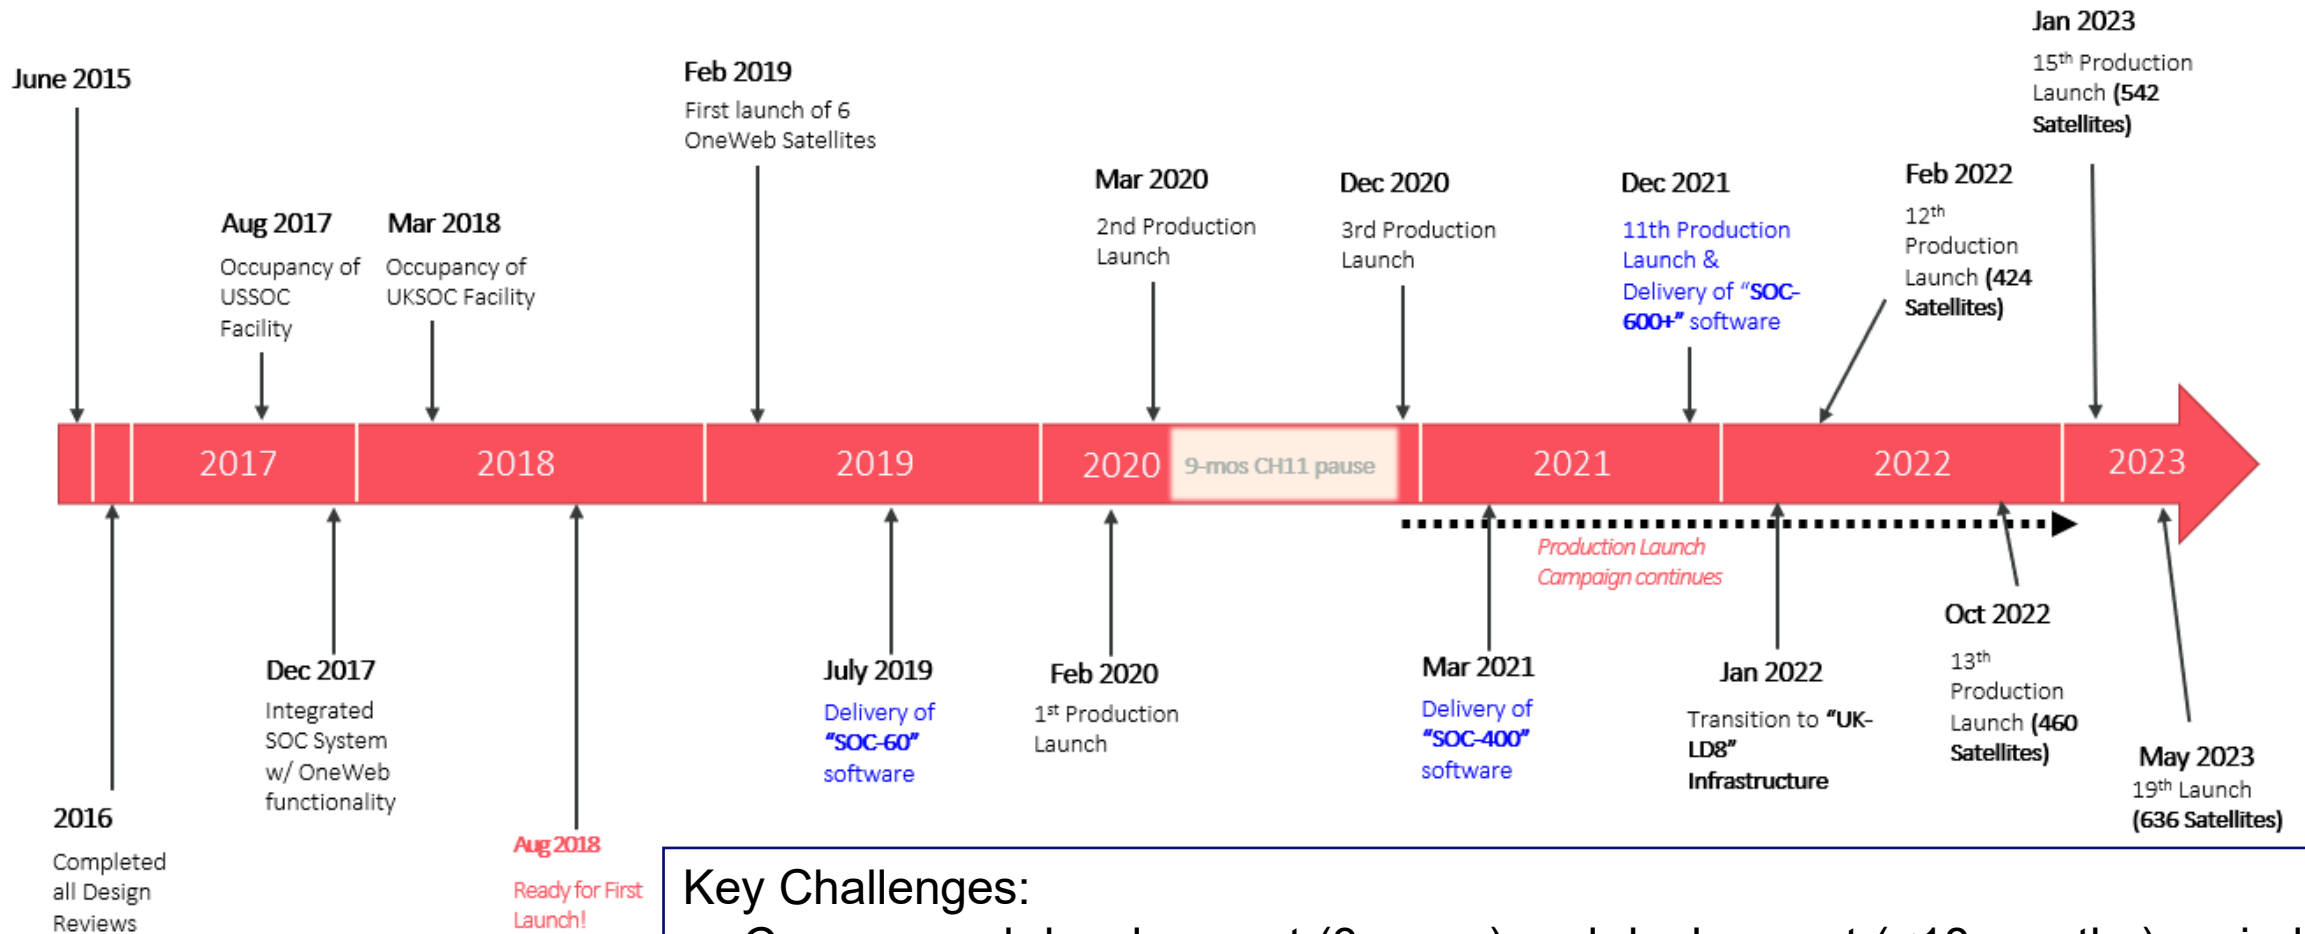 June 2015
Aug 2017
Occupancy of
USSOC
Facility
Mar 2018
Occupancy of
UKSOC Facility
Feb 2019
First launch of 6
OneWeb Satellites
Mar 2020
2nd Production
Launch
Dec 2020
3rd Production
Launch
Dec 2021
11th Production
Launch &
Delivery of “SOC-
600+” software
Feb 2022
12th
Production
Launch (424
Satellites)
Jan 2023
15th Production
Launch (542
Satellites)
2017
2018
2019
2020
9-mos CH11 pause
2021
2022
2023
Production Launch
Campaign continues
2016
Completed
all Design
Reviews
Dec 2017
Integrated
SOC System
w/ OneWeb
functionality
Aug 2018
Ready for First
Launch!
July 2019
Delivery of
“SOC-60”
software
Feb 2020
1st Production
Launch
Mar 2021
Delivery of
“SOC-400”
software
Jan 2022
Transition to “UK-
LD8”
Infrastructure
Oct 2022
13th
Production
Launch (460
Satellites)
May 2023
19th Launch
(636 Satellites)
Key Challenges: